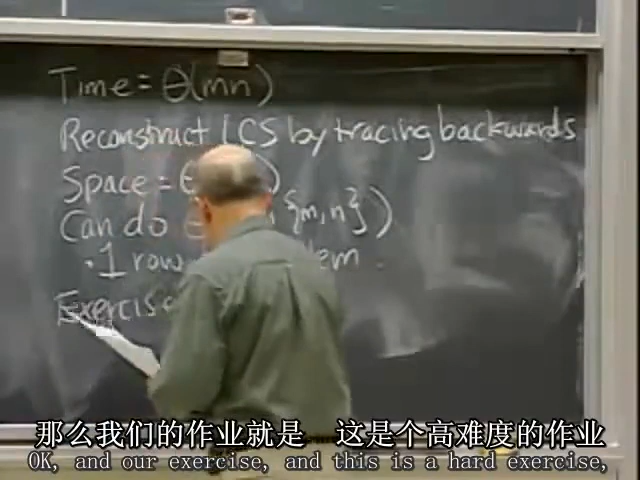 Time = Θ(mn)
Reconstruct LCS by tracing backwards
Space =
Can do {m,n})
· 1 row
Exercise
那么我们的作业就是 这是个高难度的作业
OK, and our exercise, and this is a hard exercise,